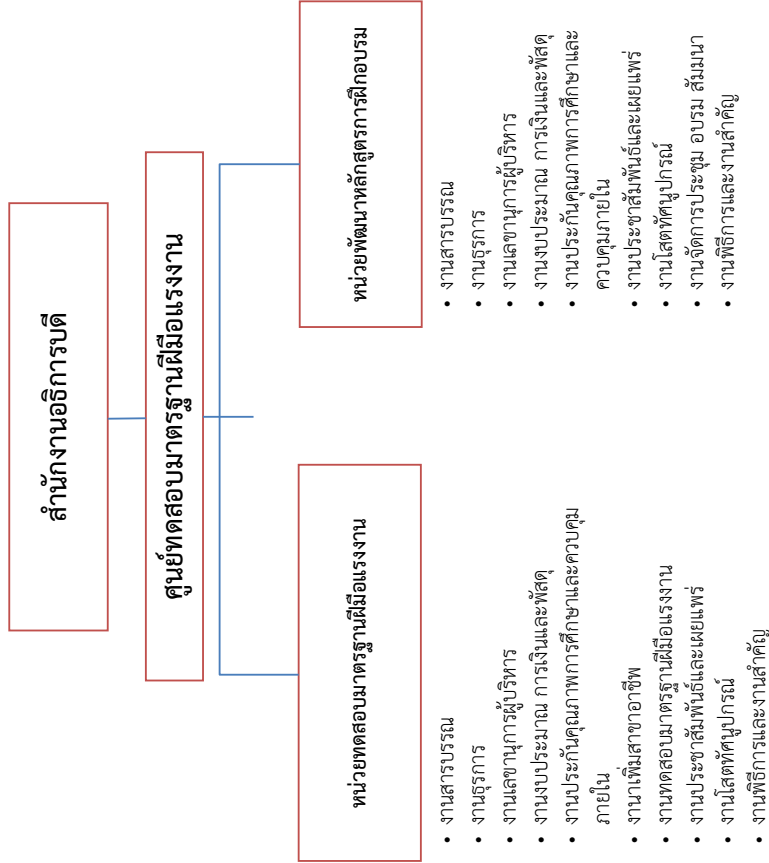 สำนักงานอธิการบดี
ศูนย์ทดสอบมาตรฐานฝีมือแรงงาน
หน่วยทดสอบมาตรฐานฝีมือแรงงาน
• งานสารบรรณ
• งานธุรการ
• งานเลขานุการผู้บริหาร
• งานงบประมาณ การเงินและพัสดุ
• งานประกันคุณภาพการศึกษาและควบคุม
ภายใน
• งานาเพิ่มสาขาอาชีพ
• งานทดสอบมาตรฐานฝีมือแรงงาน
• งานประชาสัมพันธ์และเผยแพร่
• งานโสตทัศนูปกรณ์
• งานพิธีการและงานสำคัญ
หน่วยพัฒนาหลักสูตรการฝึกอบรม
• งานสารบรรณ
• งานธุรการ
• งานเลขานุการผู้บริหาร
• งานงบประมาณ การเงินและพัสดุ
• งานประกันคุณภาพการศึกษาและ
ควบคุมภายใน
• งานประชาสัมพันธ์และเผยแพร่
• งานโสตทัศนูปกรณ์
• งานจัดการประชุม อบรม สัมมนา
• งานพิธีการและงานสำคัญ